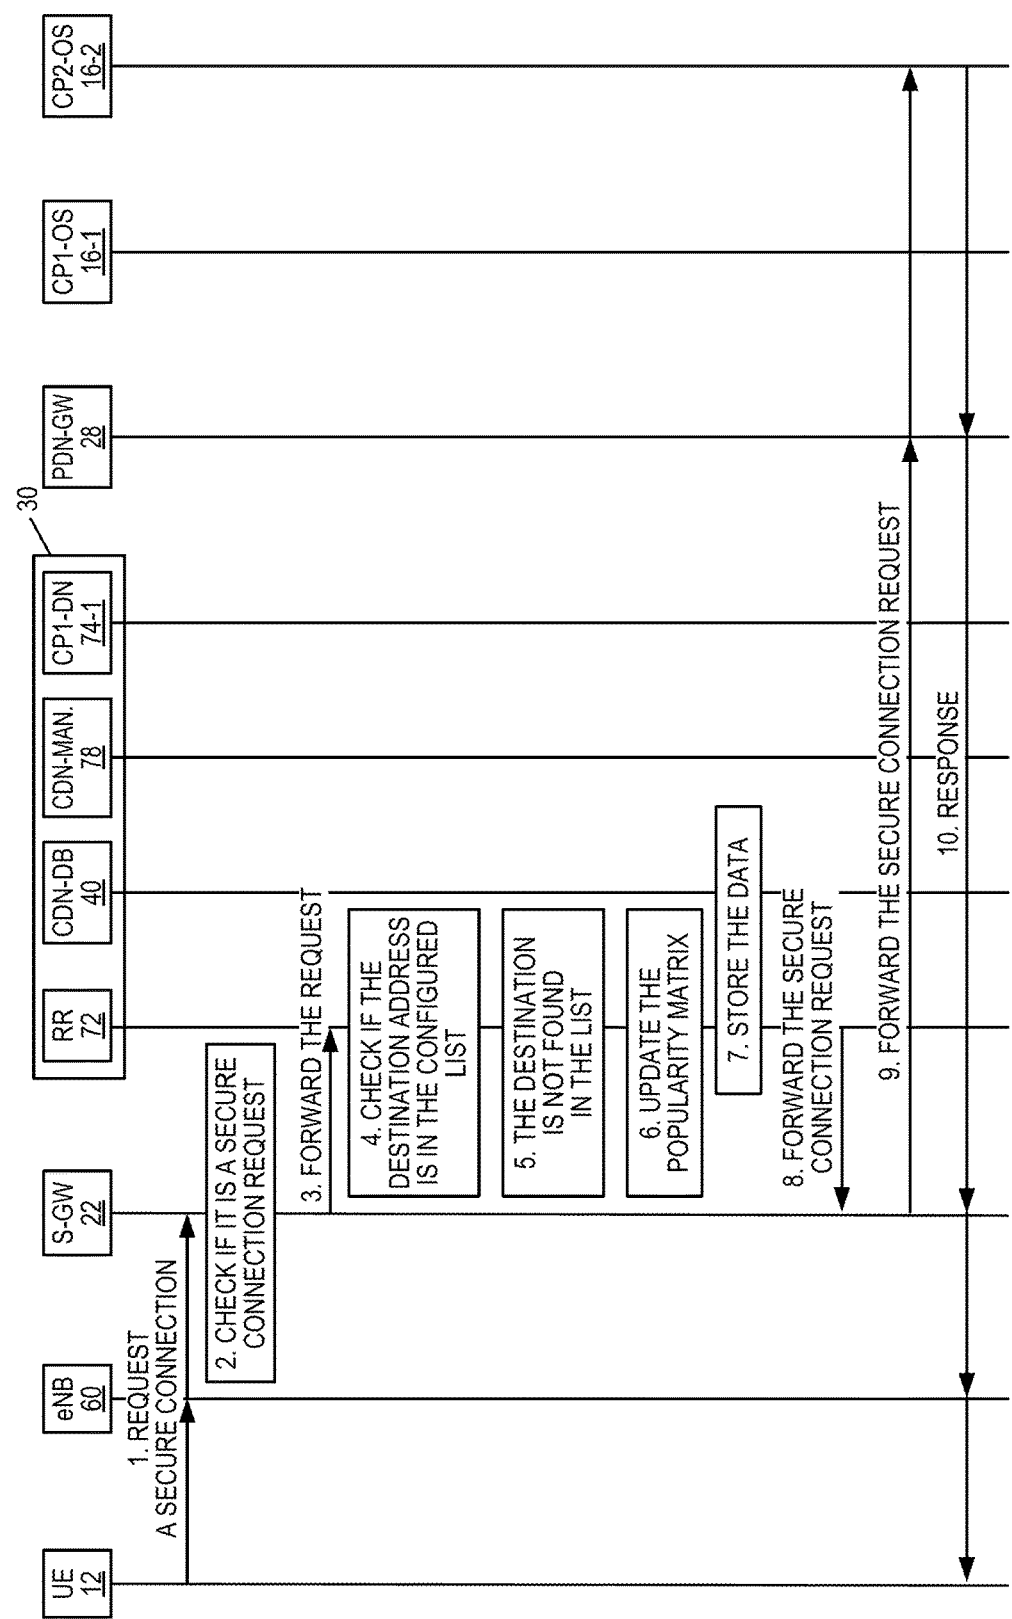 30
UE
12
eNB
60
S-GW
22
RR
72
CDN-DB
40
CDN-MAN.
78
CP1-DN
74-1
PDN-GW
28
CP1-OS
16-1
CP2-OS
16-2
1. REQUEST
A SECURE CONNECTION
2. CHECK IF IT IS A SECURE
CONNECTION REQUEST
3. FORWARD THE REQUEST
4. CHECK IF THE
DESTINATION ADDRESS
IS IN THE CONFIGURED
LIST
5. THE DESTINATION
IS NOT FOUND
IN THE LIST
6. UPDATE THE
POPULARITY MATRIX
7. STORE THE DATA
8. FORWARD THE SECURE
CONNECTION REQUEST
9. FORWARD THE SECURE CONNECTION REQUEST
10. RESPONSE